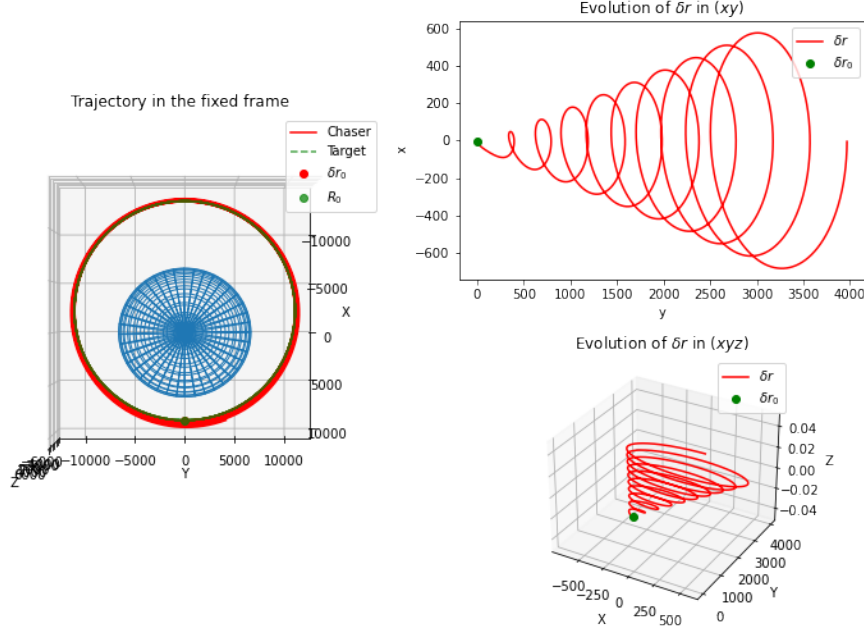 Evolution of δr in (xy)
600
400
200
0
−200
−400
−600
x
0
500
1000
1500
2000
2500
3000
3500
4000
y
δr
δr₀
Trajectory in the fixed frame
Chaser
Target
δr₀
R₀
−10000
−5000
X
0
5000
10000
−10000
−5000
0
5000
10000
Y
Z
Evolution of δr in (xyz)
δr
δr₀
0.04
0.02
0.00
−0.02
−0.04
Z
−500
−250
0
250
500
X
0
1000
2000
3000
4000
Y